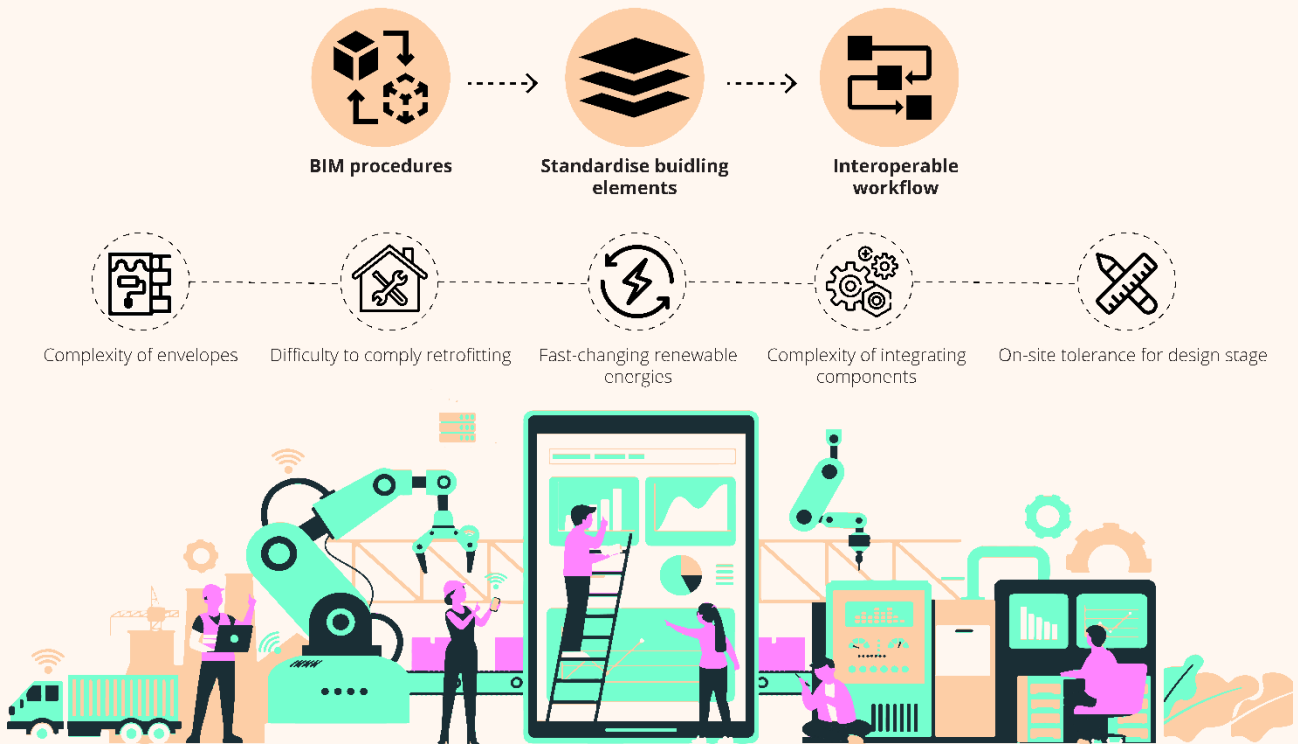 BIM procedures
Standardise buidling
elements
Interoperable
workflow
Complexity of envelopes
Difficulty to comply retrofitting
Fast-changing renewable
energies
Complexity of integrating
components
On-site tolerance for design stage